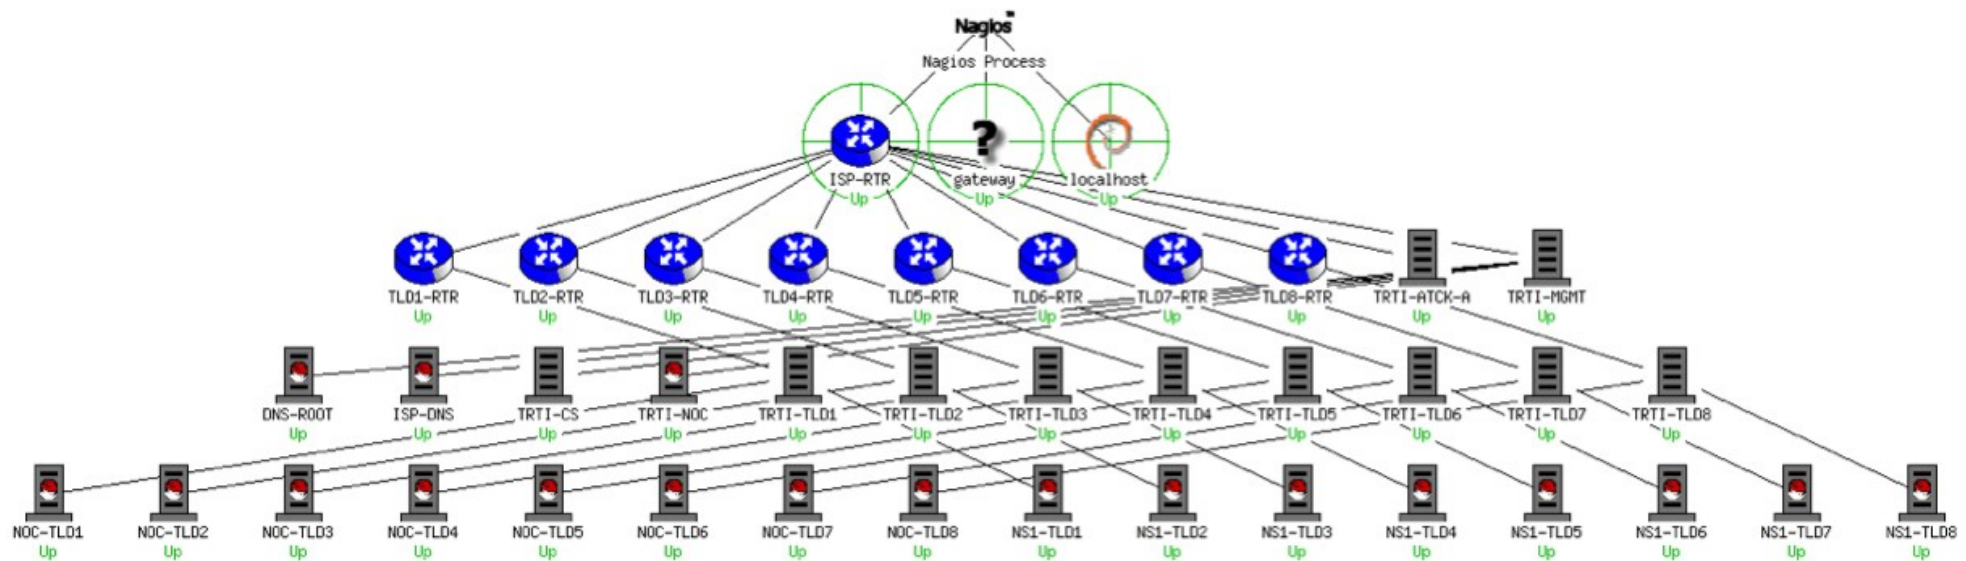 Nagios™
Nagios Process
ISP-RTR gateway localhost
Up Up Up
TLD1-RTR TLD2-RTR TLD3-RTR TLD4-RTR TLD5-RTR TLD6-RTR TLD7-RTR TLD8-RTR TRTI-ATCK-A TRTI-MGMT
Up Up Up Up Up Up Up Up Up Up
DNS-ROOT ISP-DNS TRTI-CS TRTI-NOC TRTI-TLD1 TRTI-TLD2 TRTI-TLD3 TRTI-TLD4 TRTI-TLD5 TRTI-TLD6 TRTI-TLD7 TRTI-TLD8
Up Up Up Up Up Up Up Up Up Up Up Up
NOC-TLD1 NOC-TLD2 NOC-TLD3 NOC-TLD4 NOC-TLD5 NOC-TLD6 NOC-TLD7 NOC-TLD8 NS1-TLD1 NS1-TLD2 NS1-TLD3 NS1-TLD4 NS1-TLD5 NS1-TLD6 NS1-TLD7 NS1-TLD8
Up Up Up Up Up Up Up Up Up Up Up Up Up Up Up Up